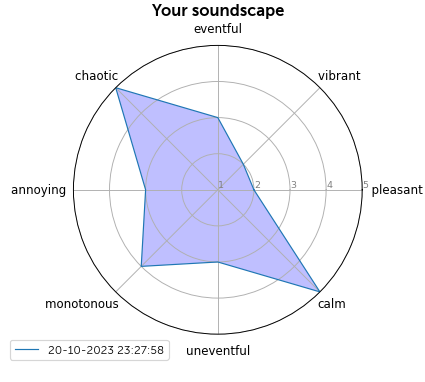 Your soundscape
eventful
chaotic
vibrant
annoying
1 2 3 4 5
pleasant
monotonous
calm
20-10-2023 23:27:58
uneventful